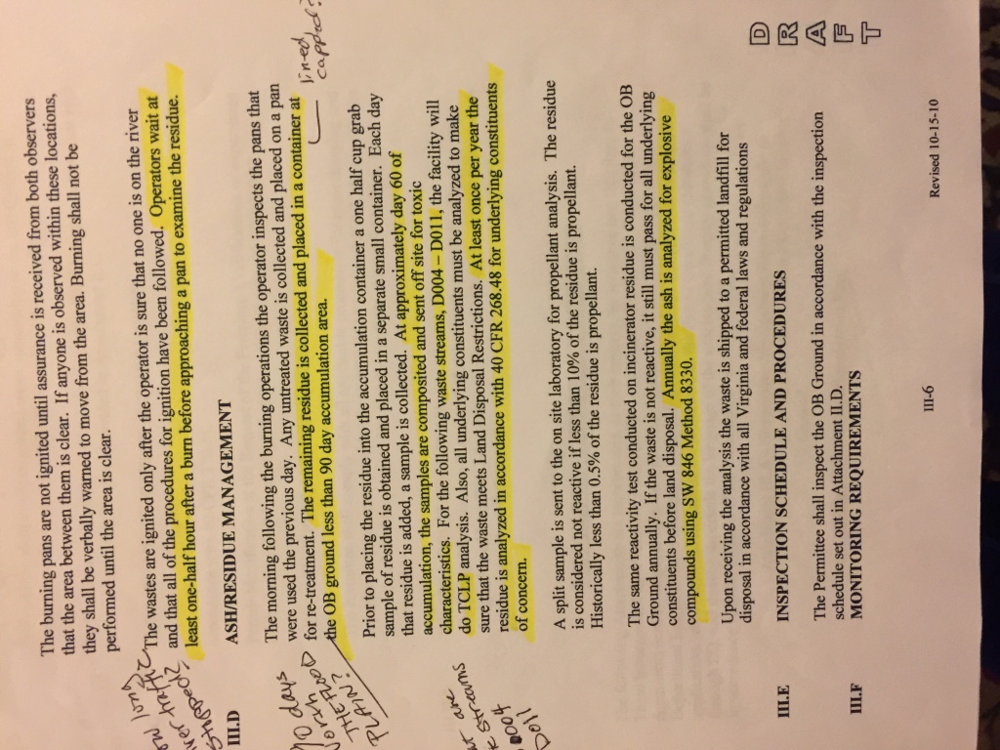 The burning pans are not ignited until assurance is received from both observers
that the area between them is clear.  If anyone is observed within these locations,
they shall be verbally warned to move from the area.  Burning shall not be
performed until the area is clear.
The wastes are ignited only after the operator is sure that no one is on the river
and that all of the procedures for ignition have been followed.  Operators wait at
least one-half hour after a burn before approaching a pan to examine the residue.
long
traffic
stopped?
III.D ASH/RESIDUE MANAGEMENT
The morning following the burning operations the operator inspects the pans that
were used the previous day.  Any untreated waste is collected and placed on a pan
for re-treatment.  The remaining residue is collected and placed in a container at
the OB ground less than 90 day accumulation area.
lined
capped?
days
THE FLOOD
PLAIN?
Prior to placing the residue into the accumulation container a one half cup grab
sample of residue is obtained and placed in a separate small container.  Each day
that residue is added, a sample is collected.  At approximately day 60 of
accumulation, the samples are composited and sent off site for toxic
characteristics.  For the following waste streams, D004 – D011, the facility will
do TCLP analysis.  Also, all underlying constituents must be analyzed to make
sure that the waste meets Land Disposal Restrictions.  At least once per year the
residue is analyzed in accordance with 40 CFR 268.48 for underlying constituents
of concern.
are
streams
D004
D011
A split sample is sent to the on site laboratory for propellant analysis.  The residue
is considered not reactive if less than 10% of the residue is propellant.
Historically less than 0.5% of the residue is propellant.
The same reactivity test conducted on incinerator residue is conducted for the OB
Ground annually.  If the waste is not reactive, it still must pass for all underlying
constituents before land disposal.  Annually the ash is analyzed for explosive
compounds using SW 846 Method 8330.
Upon receiving the analysis the waste is shipped to a permitted landfill for
disposal in accordance with all Virginia and federal laws and regulations
III.E INSPECTION SCHEDULE AND PROCEDURES
The Permittee shall inspect the OB Ground in accordance with the inspection
schedule set out in Attachment II.D.
III.F MONITORING REQUIREMENTS
III-6
Revised 10-15-10
DRAFT